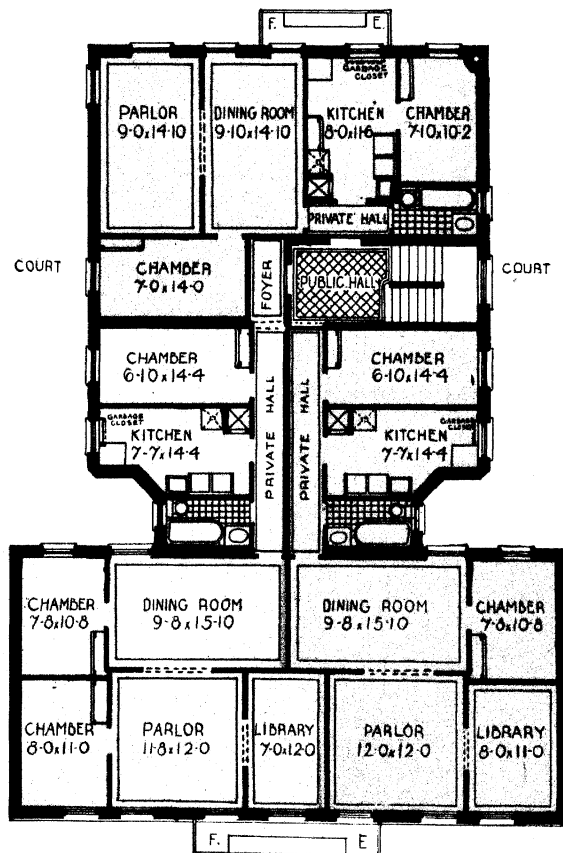 F. E.
PARLOR
9-0x14-10
DINING ROOM
9-10x14-10
GARBAGE
CLOSET
KITCHEN
8-0x11-6
CHAMBER
7-10x10-2
PRIVATE HALL
COURT
CHAMBER
7-0x14-0
FOYER
PUBLIC HALL
COURT
CHAMBER
6-10x14-4
PRIVATE HALL
PRIVATE HALL
CHAMBER
6-10x14-4
GARBAGE
CLOSET
KITCHEN
7-7x14-4
GARBAGE
CLOSET
KITCHEN
7-7x14-4
CHAMBER
7-8x10-8
DINING ROOM
9-8x15-10
DINING ROOM
9-8x15-10
CHAMBER
7-8x10-8
CHAMBER
8-0x11-0
PARLOR
11-8x12-0
LIBRARY
7-0x12-0
PARLOR
12-0x12-0
LIBRARY
8-0x11-0
F. E